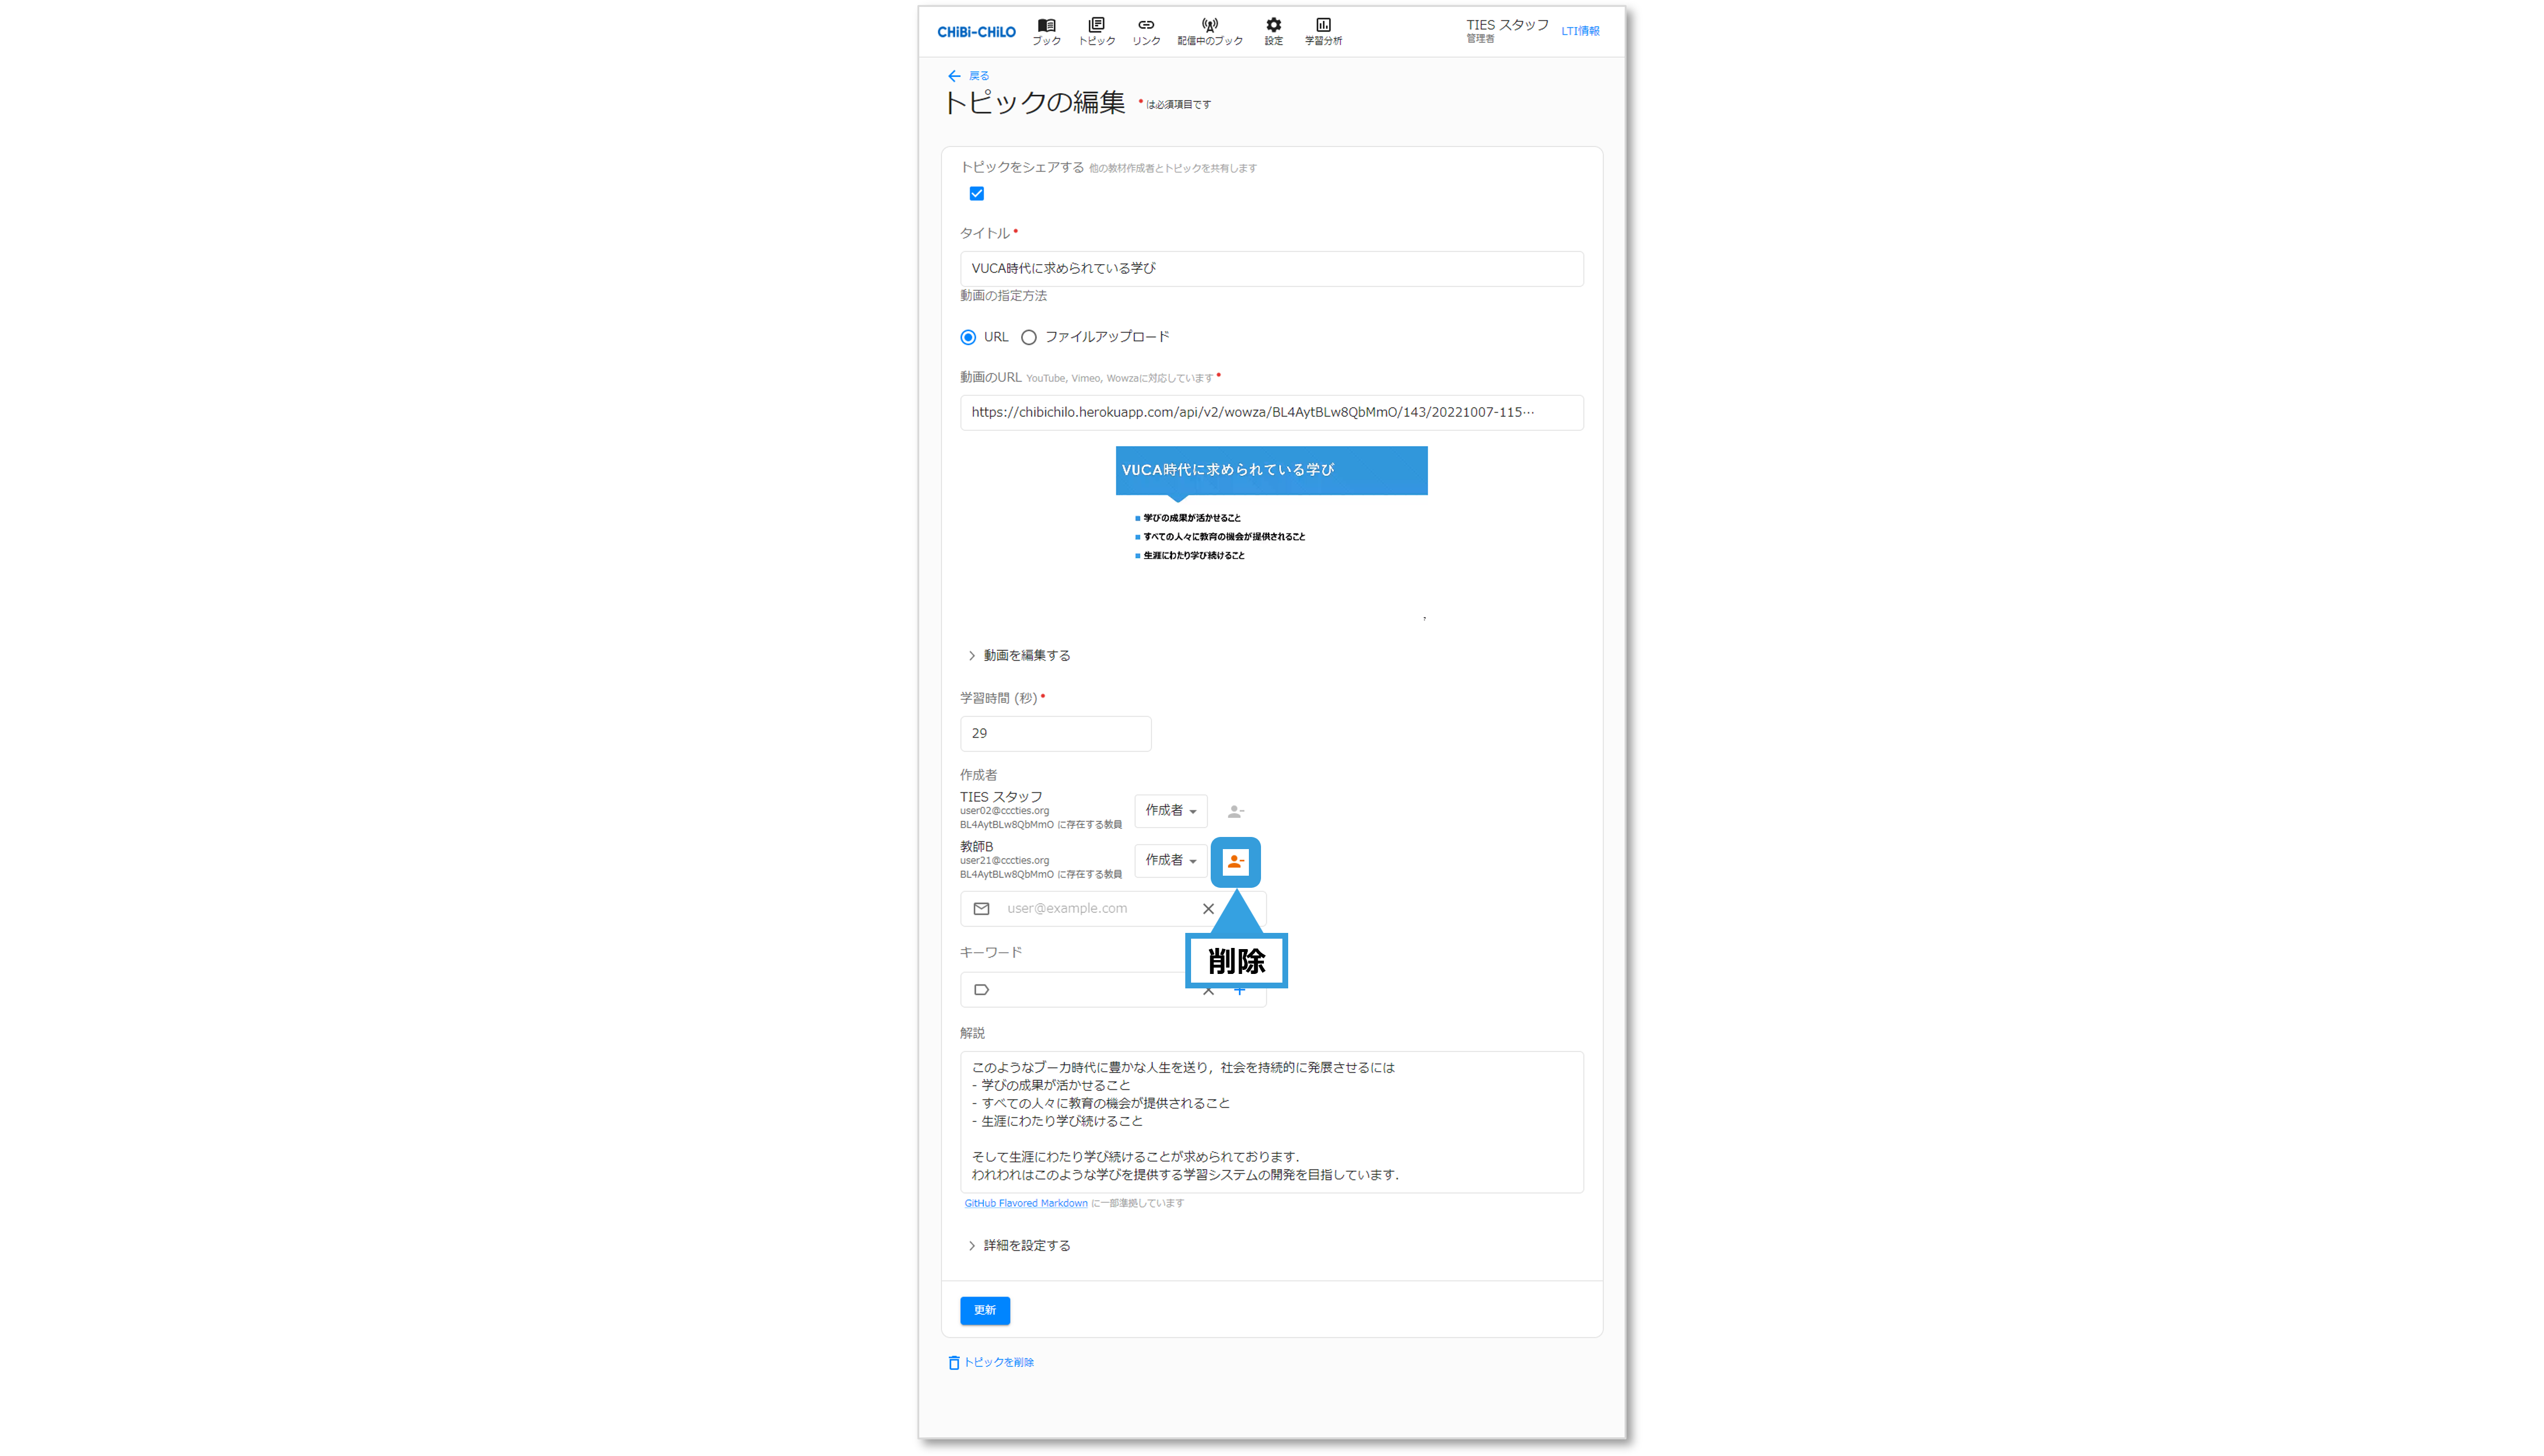 CHiBi-CHiLO
ブック
トピック
リンク
配信中のブック
設定
学習分析
TIES スタッフ
管理者
LTI情報
戻る
トピックの編集 * は必須項目です
トピックをシェアする 他の教材作成者とトピックを共有します
タイトル *
VUCA時代に求められている学び
動画の指定方法
URL ファイルアップロード
動画のURL YouTube, Vimeo, Wowzaに対応しています *
https://chibichilo.herokuapp.com/api/v2/wowza/BL4AytBLw8QbMmO/143/20221007-115…
VUCA時代に求められている学び
学びの成果が活かせること
すべての人々に教育の機会が提供されること
生涯にわたり学び続けること
動画を編集する
学習時間 (秒) *
29
作成者
TIES スタッフ
user02@cccties.org
BL4AytBLw8QbMmO に存在する教員
作成者
教師B
user21@cccties.org
BL4AytBLw8QbMmO に存在する教員
作成者
user@example.com
削除
キーワード
解説
このようなブーカ時代に豊かな人生を送り，社会を持続的に発展させるには
- 学びの成果が活かせること
- すべての人々に教育の機会が提供されること
- 生涯にわたり学び続けること
そして生涯にわたり学び続けることが求められております．
われわれはこのような学びを提供する学習システムの開発を目指しています．
GitHub Flavored Markdown に一部準拠しています
詳細を設定する
更新
トピックを削除